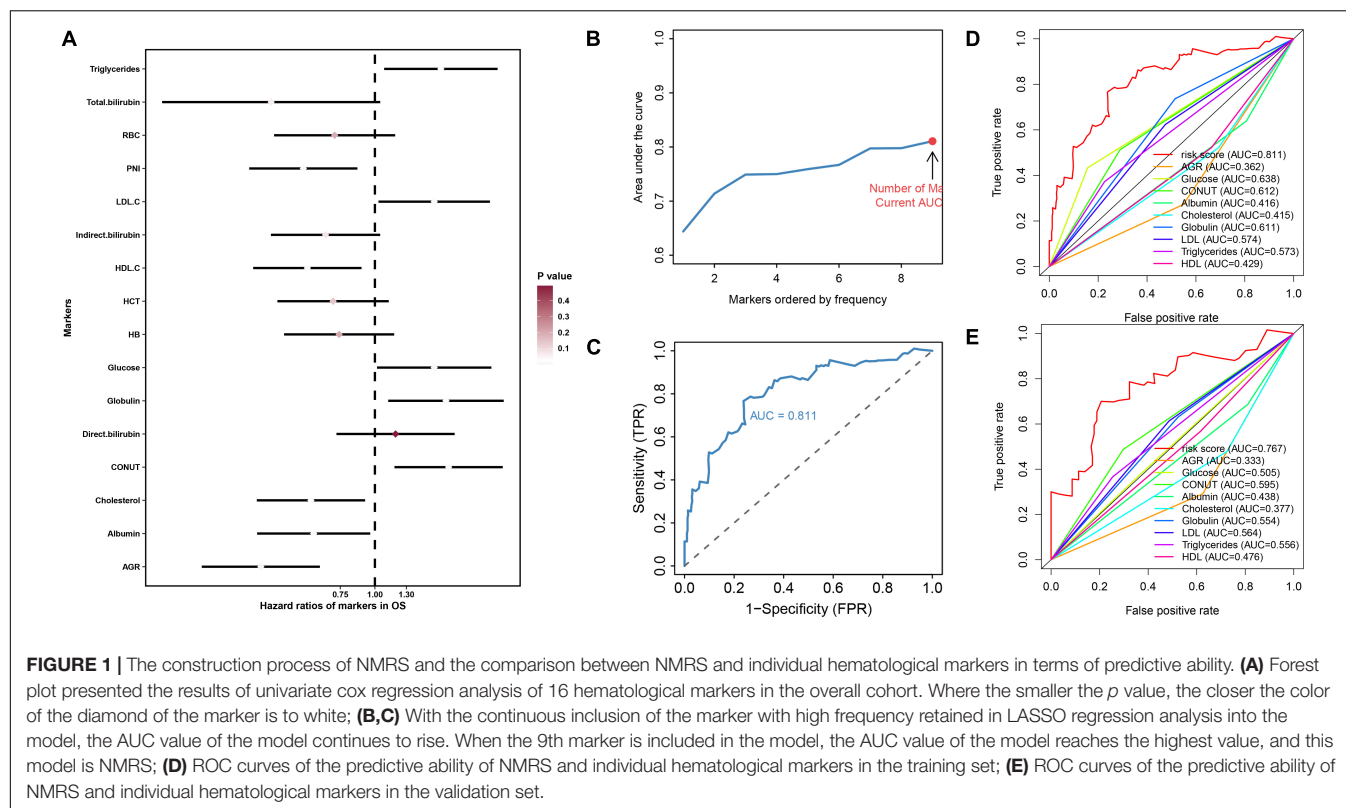 A
Triglycerides
Total.bilirubin
RBC
PNI
LDL.C
Indirect.bilirubin
HDL.C
HCT
HB
Glucose
Globulin
Direct.bilirubin
CONUT
Cholesterol
Albumin
AGR
Markers
0.75 1.00 1.30
Hazard ratios of markers in OS
P value
0.4
0.3
0.2
0.1
B
1.0
0.9
0.8
0.7
0.6
Area under the curve
Number of Ma
Current AUC
2 4 6 8
Markers ordered by frequency
C
1.0
0.8
0.6
0.4
0.2
0.0
Sensitivity (TPR)
AUC = 0.811
0.0 0.2 0.4 0.6 0.8 1.0
1−Specificity (FPR)
D
1.0
0.8
0.6
0.4
0.2
0.0
True positive rate
risk score (AUC=0.811)
AGR (AUC=0.362)
Glucose (AUC=0.638)
CONUT (AUC=0.612)
Albumin (AUC=0.416)
Cholesterol (AUC=0.415)
Globulin (AUC=0.611)
LDL (AUC=0.574)
Triglycerides (AUC=0.573)
HDL (AUC=0.429)
0.0 0.2 0.4 0.6 0.8 1.0
False positive rate
E
1.0
0.8
0.6
0.4
0.2
0.0
True positive rate
risk score (AUC=0.767)
AGR (AUC=0.333)
Glucose (AUC=0.505)
CONUT (AUC=0.595)
Albumin (AUC=0.438)
Cholesterol (AUC=0.377)
Globulin (AUC=0.554)
LDL (AUC=0.564)
Triglycerides (AUC=0.556)
HDL (AUC=0.476)
0.0 0.2 0.4 0.6 0.8 1.0
False positive rate
FIGURE 1 | The construction process of NMRS and the comparison between NMRS and individual hematological markers in terms of predictive ability. (A) Forest
plot presented the results of univariate cox regression analysis of 16 hematological markers in the overall cohort. Where the smaller the p value, the closer the color
of the diamond of the marker is to white; (B,C) With the continuous inclusion of the marker with high frequency retained in LASSO regression analysis into the
model, the AUC value of the model continues to rise. When the 9th marker is included in the model, the AUC value of the model reaches the highest value, and this
model is NMRS; (D) ROC curves of the predictive ability of NMRS and individual hematological markers in the training set; (E) ROC curves of the predictive ability of
NMRS and individual hematological markers in the validation set.